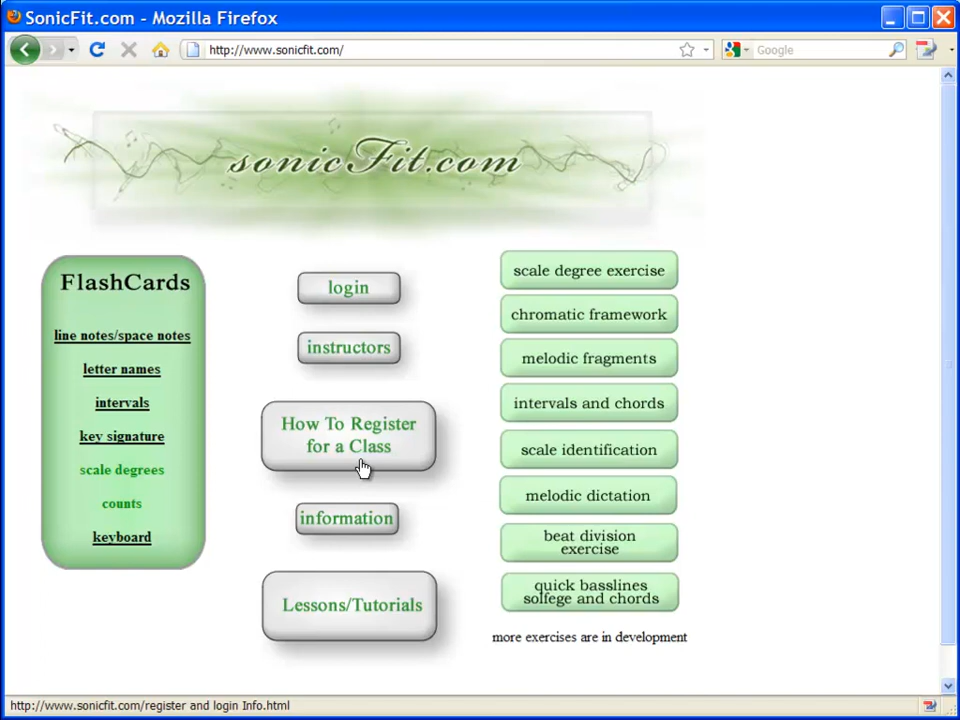 SonicFit.com - Mozilla Firefox
http://www.sonicfit.com/
Google
sonicFit.com
FlashCards
line notes/space notes
letter names
intervals
key signature
scale degrees
counts
keyboard
login
instructors
How To Register
for a Class
information
Lessons/Tutorials
scale degree exercise
chromatic framework
melodic fragments
intervals and chords
scale identification
melodic dictation
beat division
exercise
quick basslines
solfege and chords
more exercises are in development
http://www.sonicfit.com/register and login Info.html